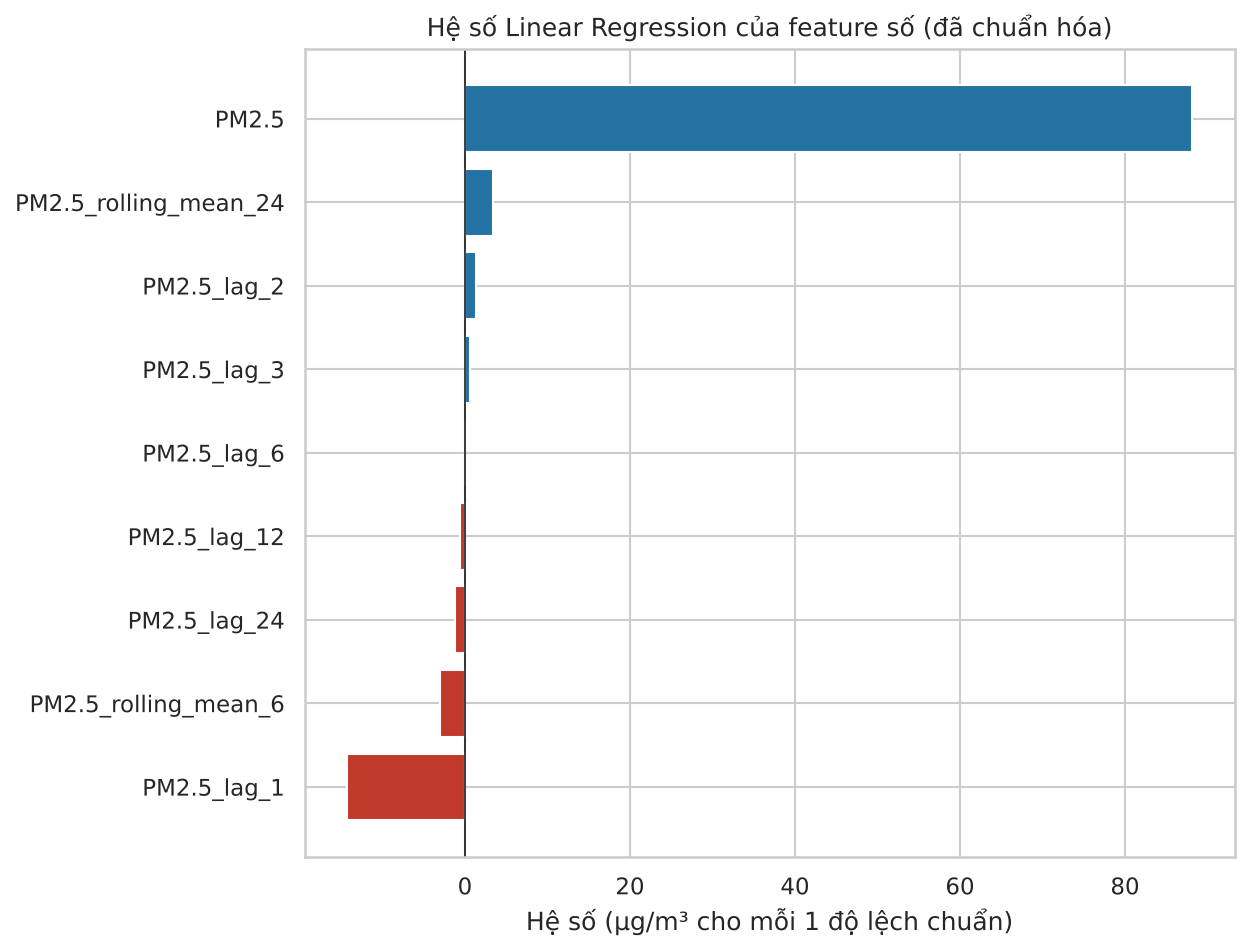 Hệ số Linear Regression của feature số (đã chuẩn hóa)
PM2.5
PM2.5_rolling_mean_24
PM2.5_lag_2
PM2.5_lag_3
PM2.5_lag_6
PM2.5_lag_12
PM2.5_lag_24
PM2.5_rolling_mean_6
PM2.5_lag_1
0 20 40 60 80
Hệ số (µg/m³ cho mỗi 1 độ lệch chuẩn)